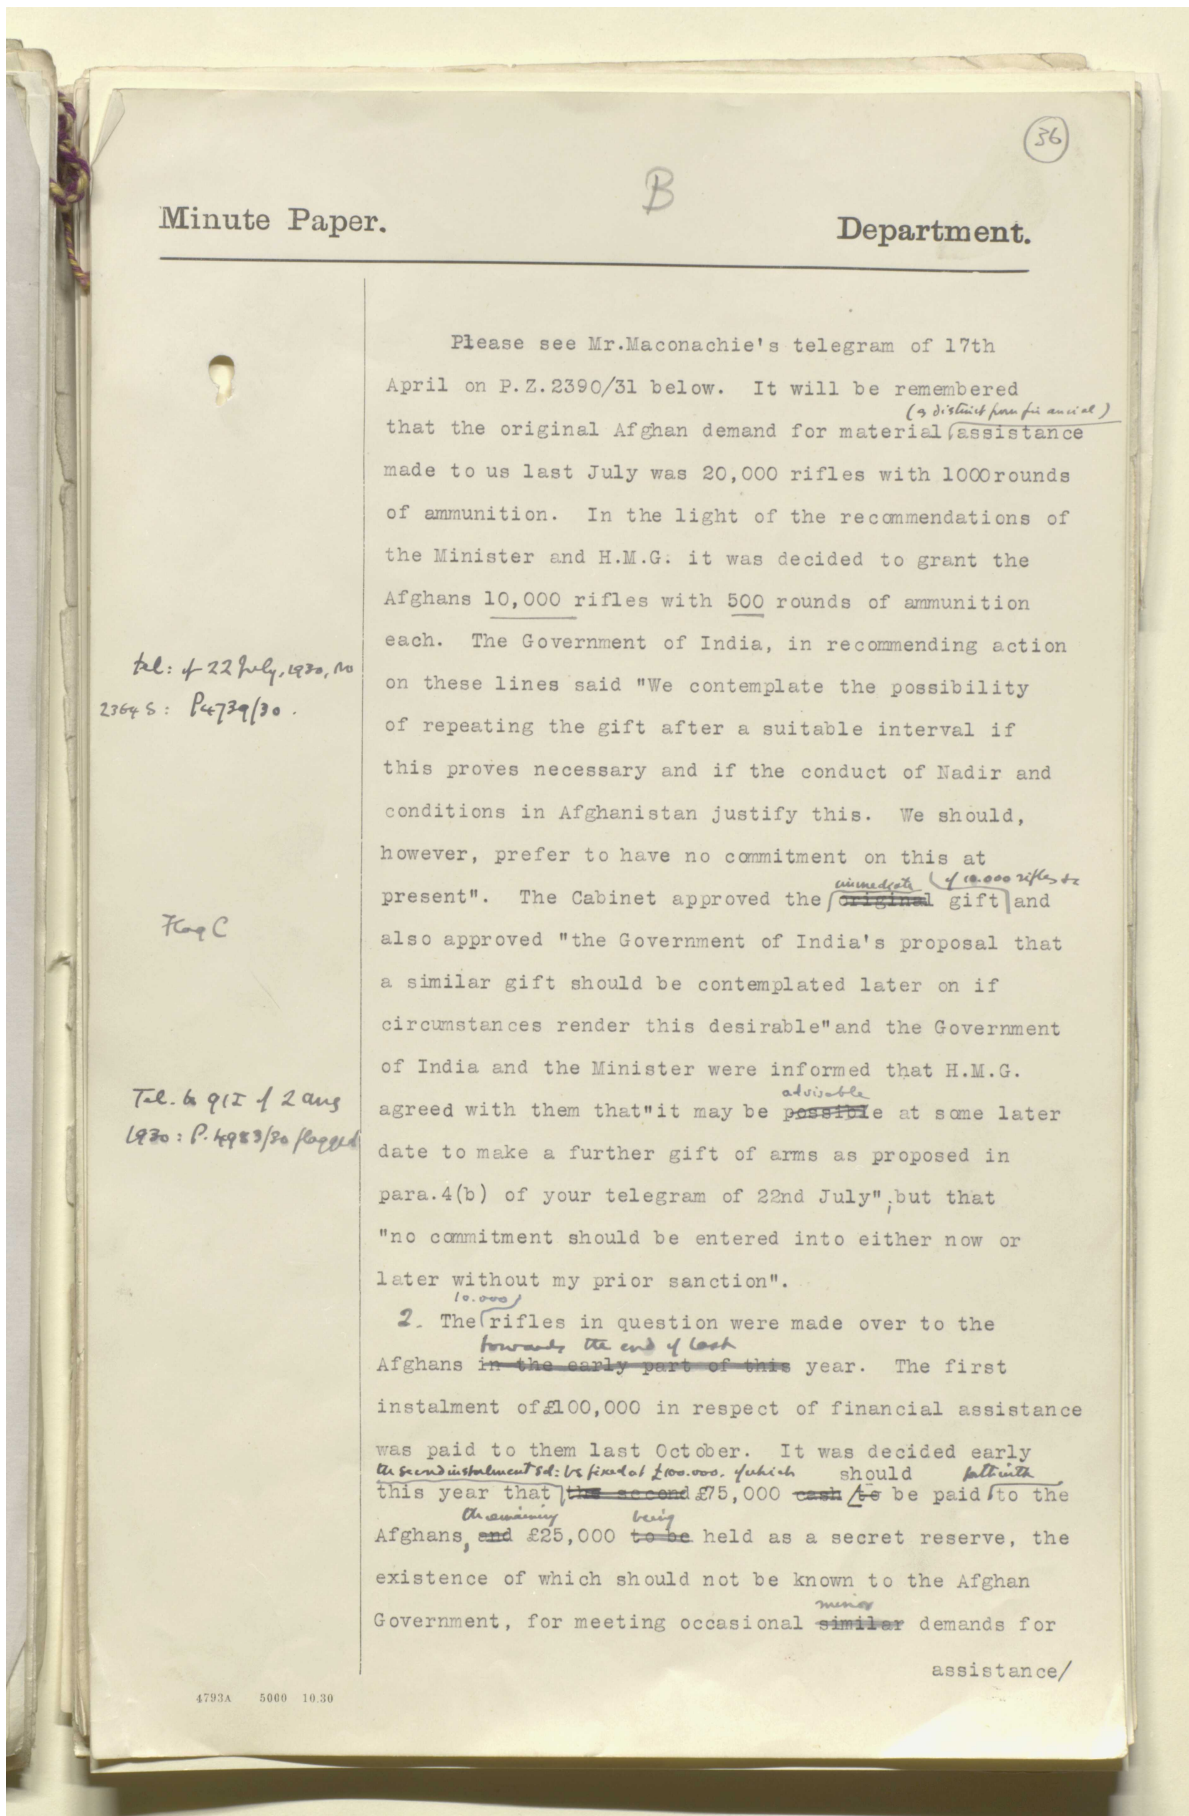 36
B
Minute Paper.
Department.
Please see Mr.Maconachie's telegram of 17th
April on P.Z.2390/31 below. It will be remembered
(as distinct from financial)
that the original Afghan demand for material assistance
made to us last July was 20,000 rifles with 1000 rounds
of ammunition. In the light of the recommendations of
the Minister and H.M.G. it was decided to grant the
Afghans 10,000 rifles with 500 rounds of ammunition
each. The Government of India, in recommending action
tel: of 22 July, 1930, No
on these lines said "We contemplate the possibility
2364 S: P4739/30.
of repeating the gift after a suitable interval if
this proves necessary and if the conduct of Nadir and
conditions in Afghanistan justify this. We should,
however, prefer to have no commitment on this at
immediate of 10.000 rifles &c
present". The Cabinet approved the original gift and
Flag C
also approved "the Government of India's proposal that
a similar gift should be contemplated later on if
circumstances render this desirable" and the Government
of India and the Minister were informed that H.M.G.
advisable
Tel. to GI of 2 Aug
agreed with them that "it may be possible at some later
1930: P.4983/30 flagged
date to make a further gift of arms as proposed in
para.4(b) of your telegram of 22nd July"; but that
"no commitment should be entered into either now or
later without my prior sanction".
10.000
2. The rifles in question were made over to the
towards the end of last
Afghans in the early part of this year. The first
instalment of £100,000 in respect of financial assistance
was paid to them last October. It was decided early
the second instalment sd: be fixed at £100.000. of which should forthwith
this year that the second £75,000 cash to be paid to the
the remaining being
Afghans, and £25,000 to be held as a secret reserve, the
existence of which should not be known to the Afghan
minor
Government, for meeting occasional similar demands for
assistance/
4793A 5000 10.30